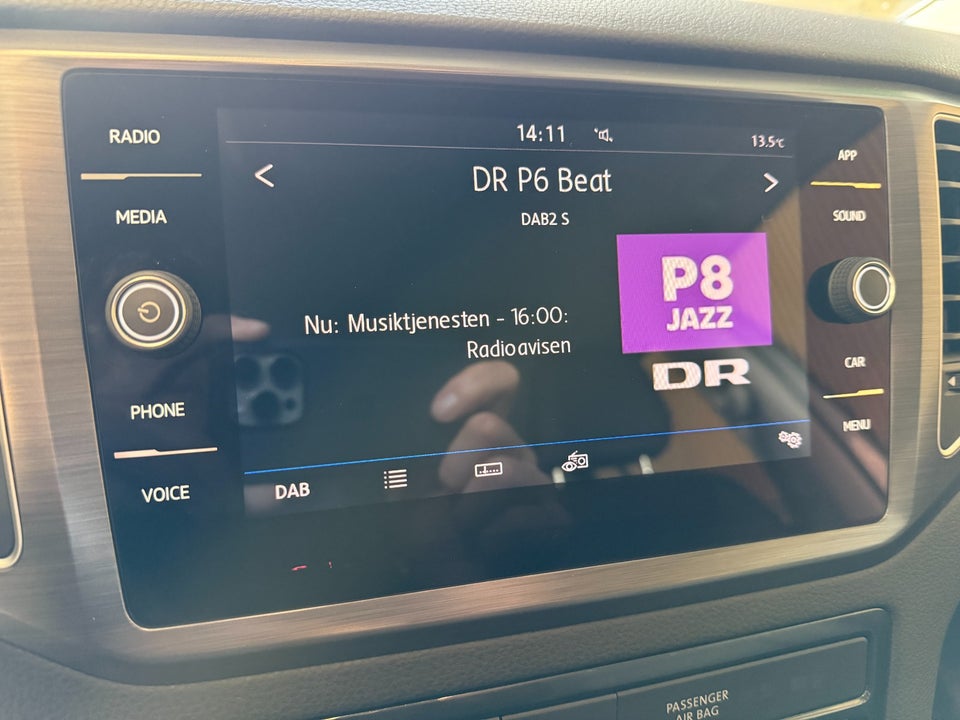 RADIO
MEDIA
PHONE
VOICE
14:11
13.5°C
DR P6 Beat
DAB2 S
Nu: Musiktjenesten - 16:00:
Radioavisen
P8
JAZZ
DR
DAB
APP
SOUND
CAR
MENU
PASSENGER
AIR BAG